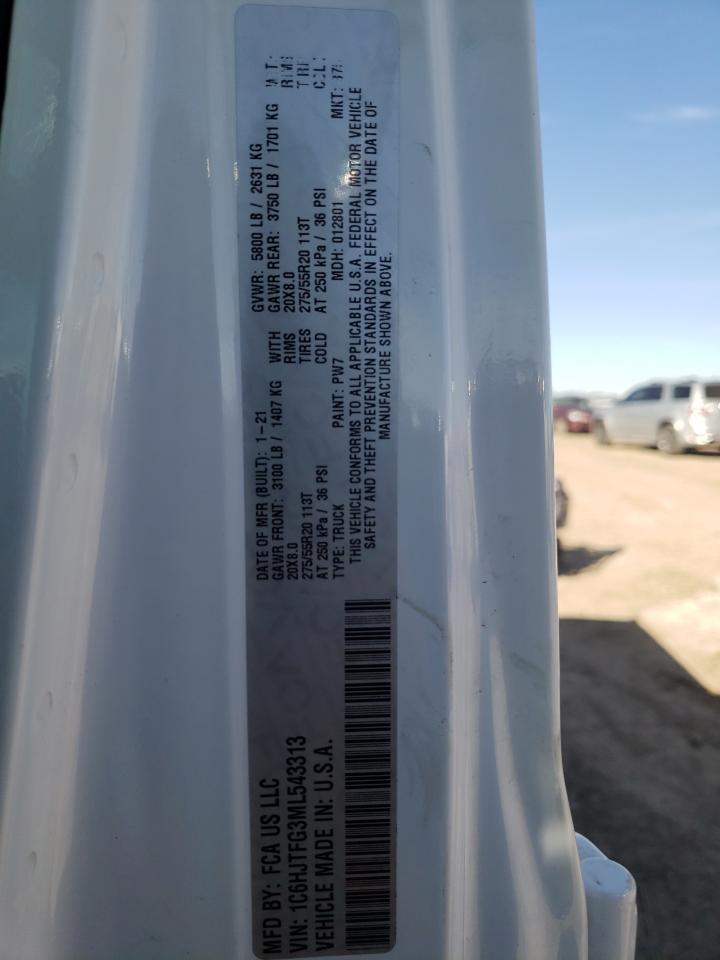 MFD BY: FCA US LLC
DATE OF MFR (BUILT): 1-21 GVWR: 5800 LB / 2631 KG
GAWR FRONT: 3100 LB / 1407 KG WITH GAWR REAR: 3750 LB / 1701 KG
20X8.0 RIMS 20X8.0
275/55R20 113T TIRES 275/55R20 113T
AT 250 kPa / 36 PSI COLD AT 250 kPa / 36 PSI
VIN: 1C6HJTFG3ML543313
TYPE: TRUCK PAINT: PW7 MDH: 012801 MKT:
VEHICLE MADE IN: U.S.A.
THIS VEHICLE CONFORMS TO ALL APPLICABLE U.S.A. FEDERAL MOTOR VEHICLE
SAFETY AND THEFT PREVENTION STANDARDS IN EFFECT ON THE DATE OF
MANUFACTURE SHOWN ABOVE.